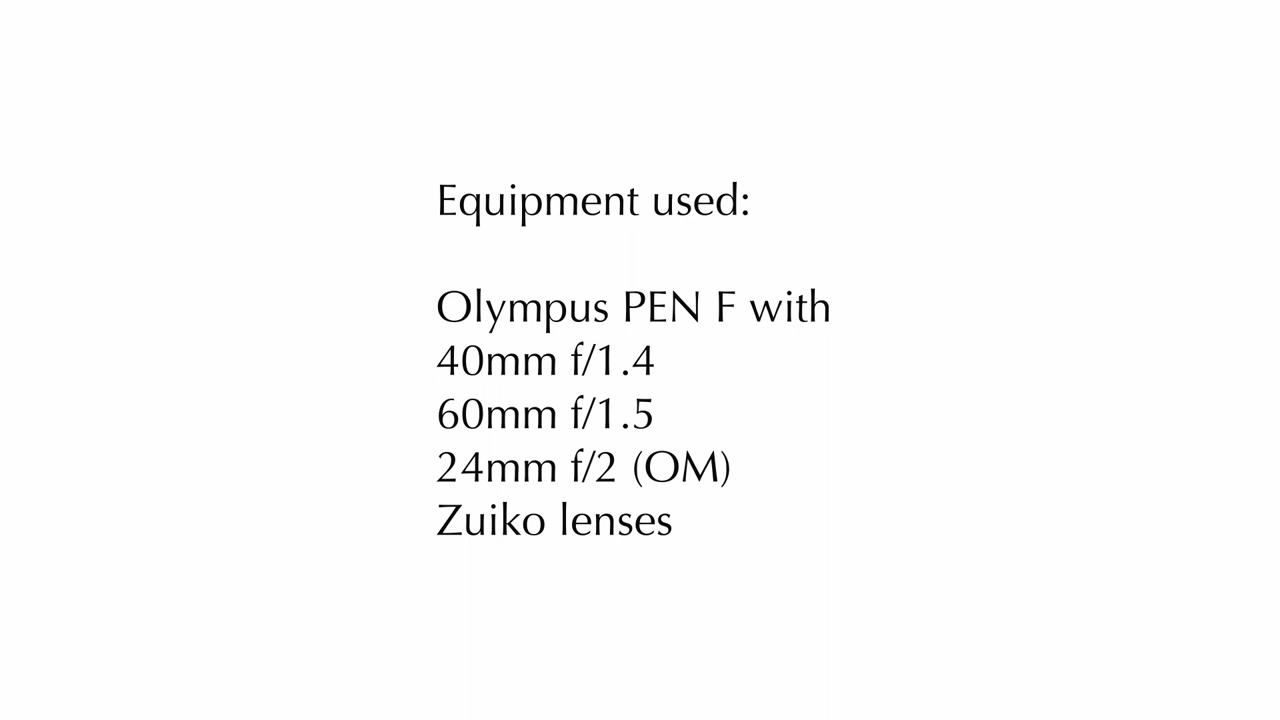 Equipment used:
Olympus PEN F with
40mm f/1.4
60mm f/1.5
24mm f/2 (OM)
Zuiko lenses